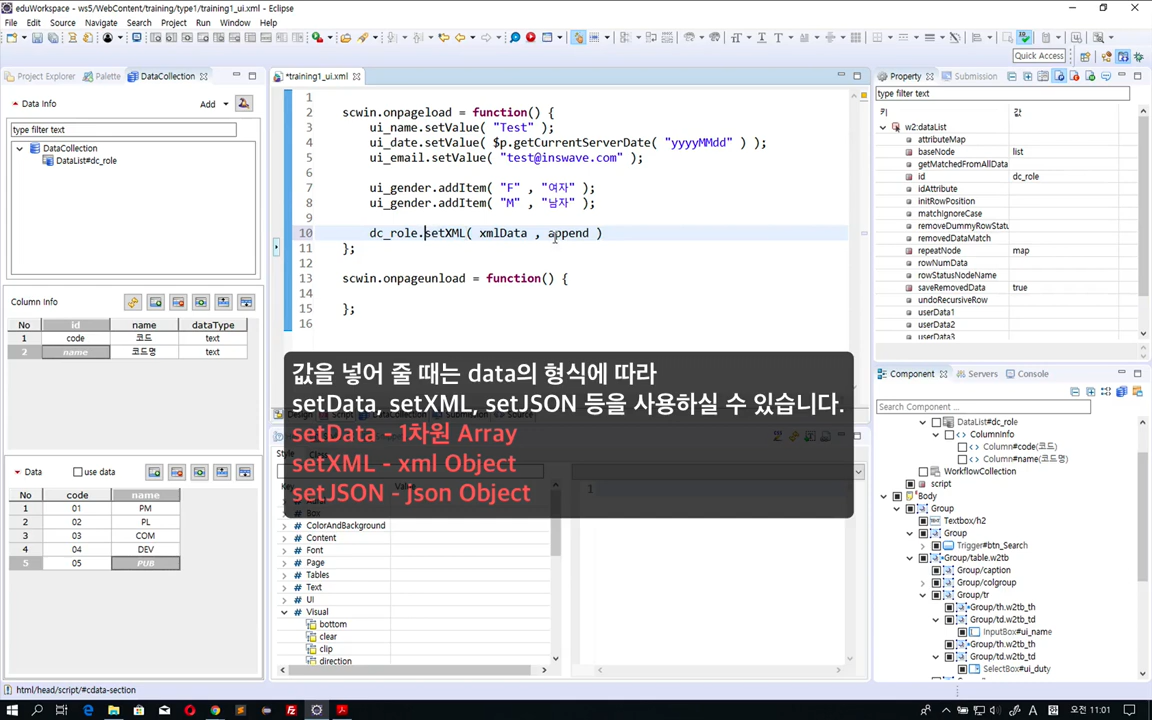 eduWorkspace - ws5/WebContent/training/type1/training1_ui.xml - Eclipse
File Edit Source Navigate Search Project Run Window Help
Quick Access
Project Explorer Palette DataCollection
Data Info Add
type filter text
DataCollection
DataList#dc_role
Column Info
No id name dataType
1 code 코드 text
2 name 코드명 text
Data use data
No code name
1 01 PM
2 02 PL
3 03 COM
4 04 DEV
5 05 PUB
*training1_ui.xml
1
2 scwin.onpageload = function() {
3 ui_name.setValue( "Test" );
4 ui_date.setValue( $p.getCurrentServerDate( "yyyyMMdd" ) );
5 ui_email.setValue( "test@inswave.com" );
6
7 ui_gender.addItem( "F" , "여자" );
8 ui_gender.addItem( "M" , "남자" );
9
10 dc_role.setXML( xmlData , append )
11 };
12
13 scwin.onpageunload = function() {
14
15 };
16
값을 넣어 줄 때는 data의 형식에 따라
setData, setXML, setJSON 등을 사용하실 수 있습니다.
setData - 1차원 Array
setXML - xml Object
setJSON - json Object
1
ColorAndBackground
Content
Font
Page
Tables
Text
UI
Visual
bottom
clear
clip
direction
Property Submission
type filter text
키 값
w2:dataList
attributeMap
baseNode list
getMatchedFromAllData
id dc_role
idAttribute
initRowPosition
matchIgnoreCase
removeDummyRowStatu
removedDataMatch
repeatNode map
rowNumData
rowStatusNodeName
saveRemovedData true
undoRecursiveRow
userData1
userData2
userData3
Component Servers Console
Search Component
DataList#dc_role
ColumnInfo
Column#code(코드)
Column#name(코드명)
WorkflowCollection
script
Body
Group
Textbox/h2
Group
Trigger#btn_Search
Group/table.w2tb
Group/caption
Group/colgroup
Group/tr
Group/th.w2tb_th
Group/td.w2tb_td
InputBox#ui_name
Group/th.w2tb_th
Group/td.w2tb_td
SelectBox#ui_duty
html/head/script/#cdata-section
A 오전 11:01